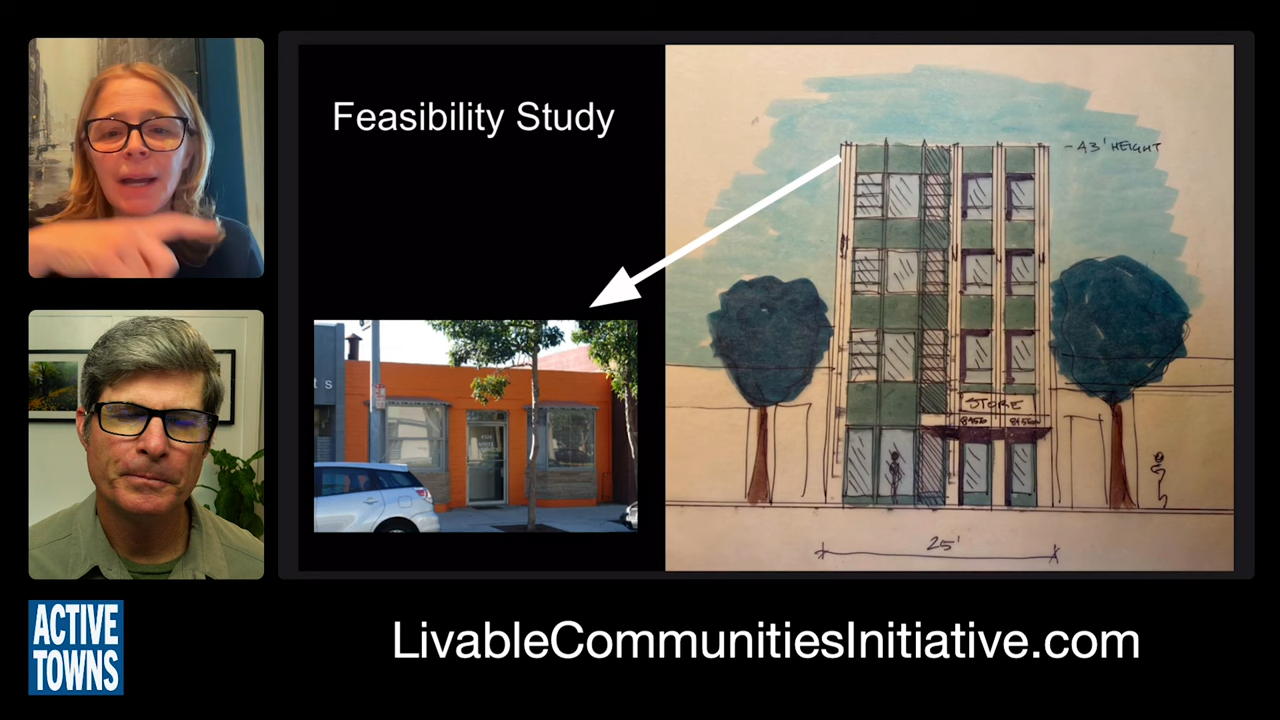 Feasibility Study
- 43' HEIGHT
STORE
25'
t s
ACTIVE
TOWNS
LivableCommunitiesInitiative.com